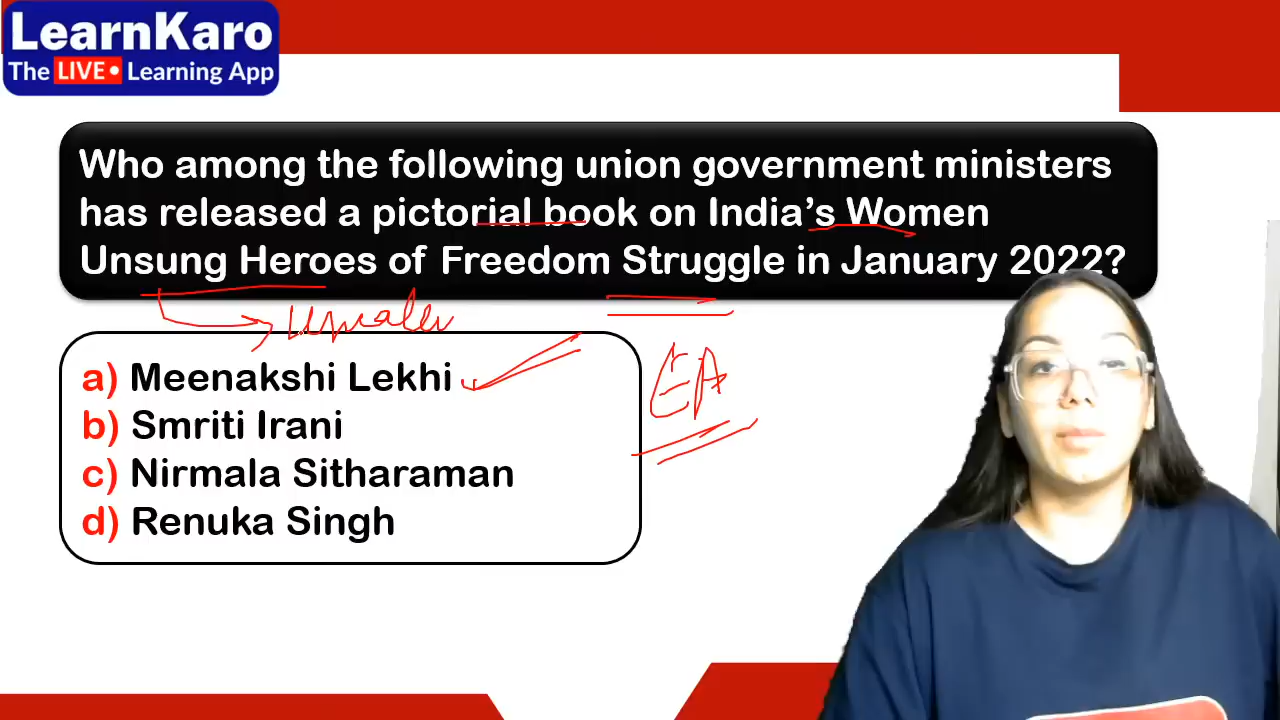 LearnKaro
The LIVE Learning App
Who among the following union government ministers
has released a pictorial book on India's Women
Unsung Heroes of Freedom Struggle in January 2022?
a) Meenakshi Lekhi
EA
b) Smriti Irani
c) Nirmala Sitharaman
d) Renuka Singh